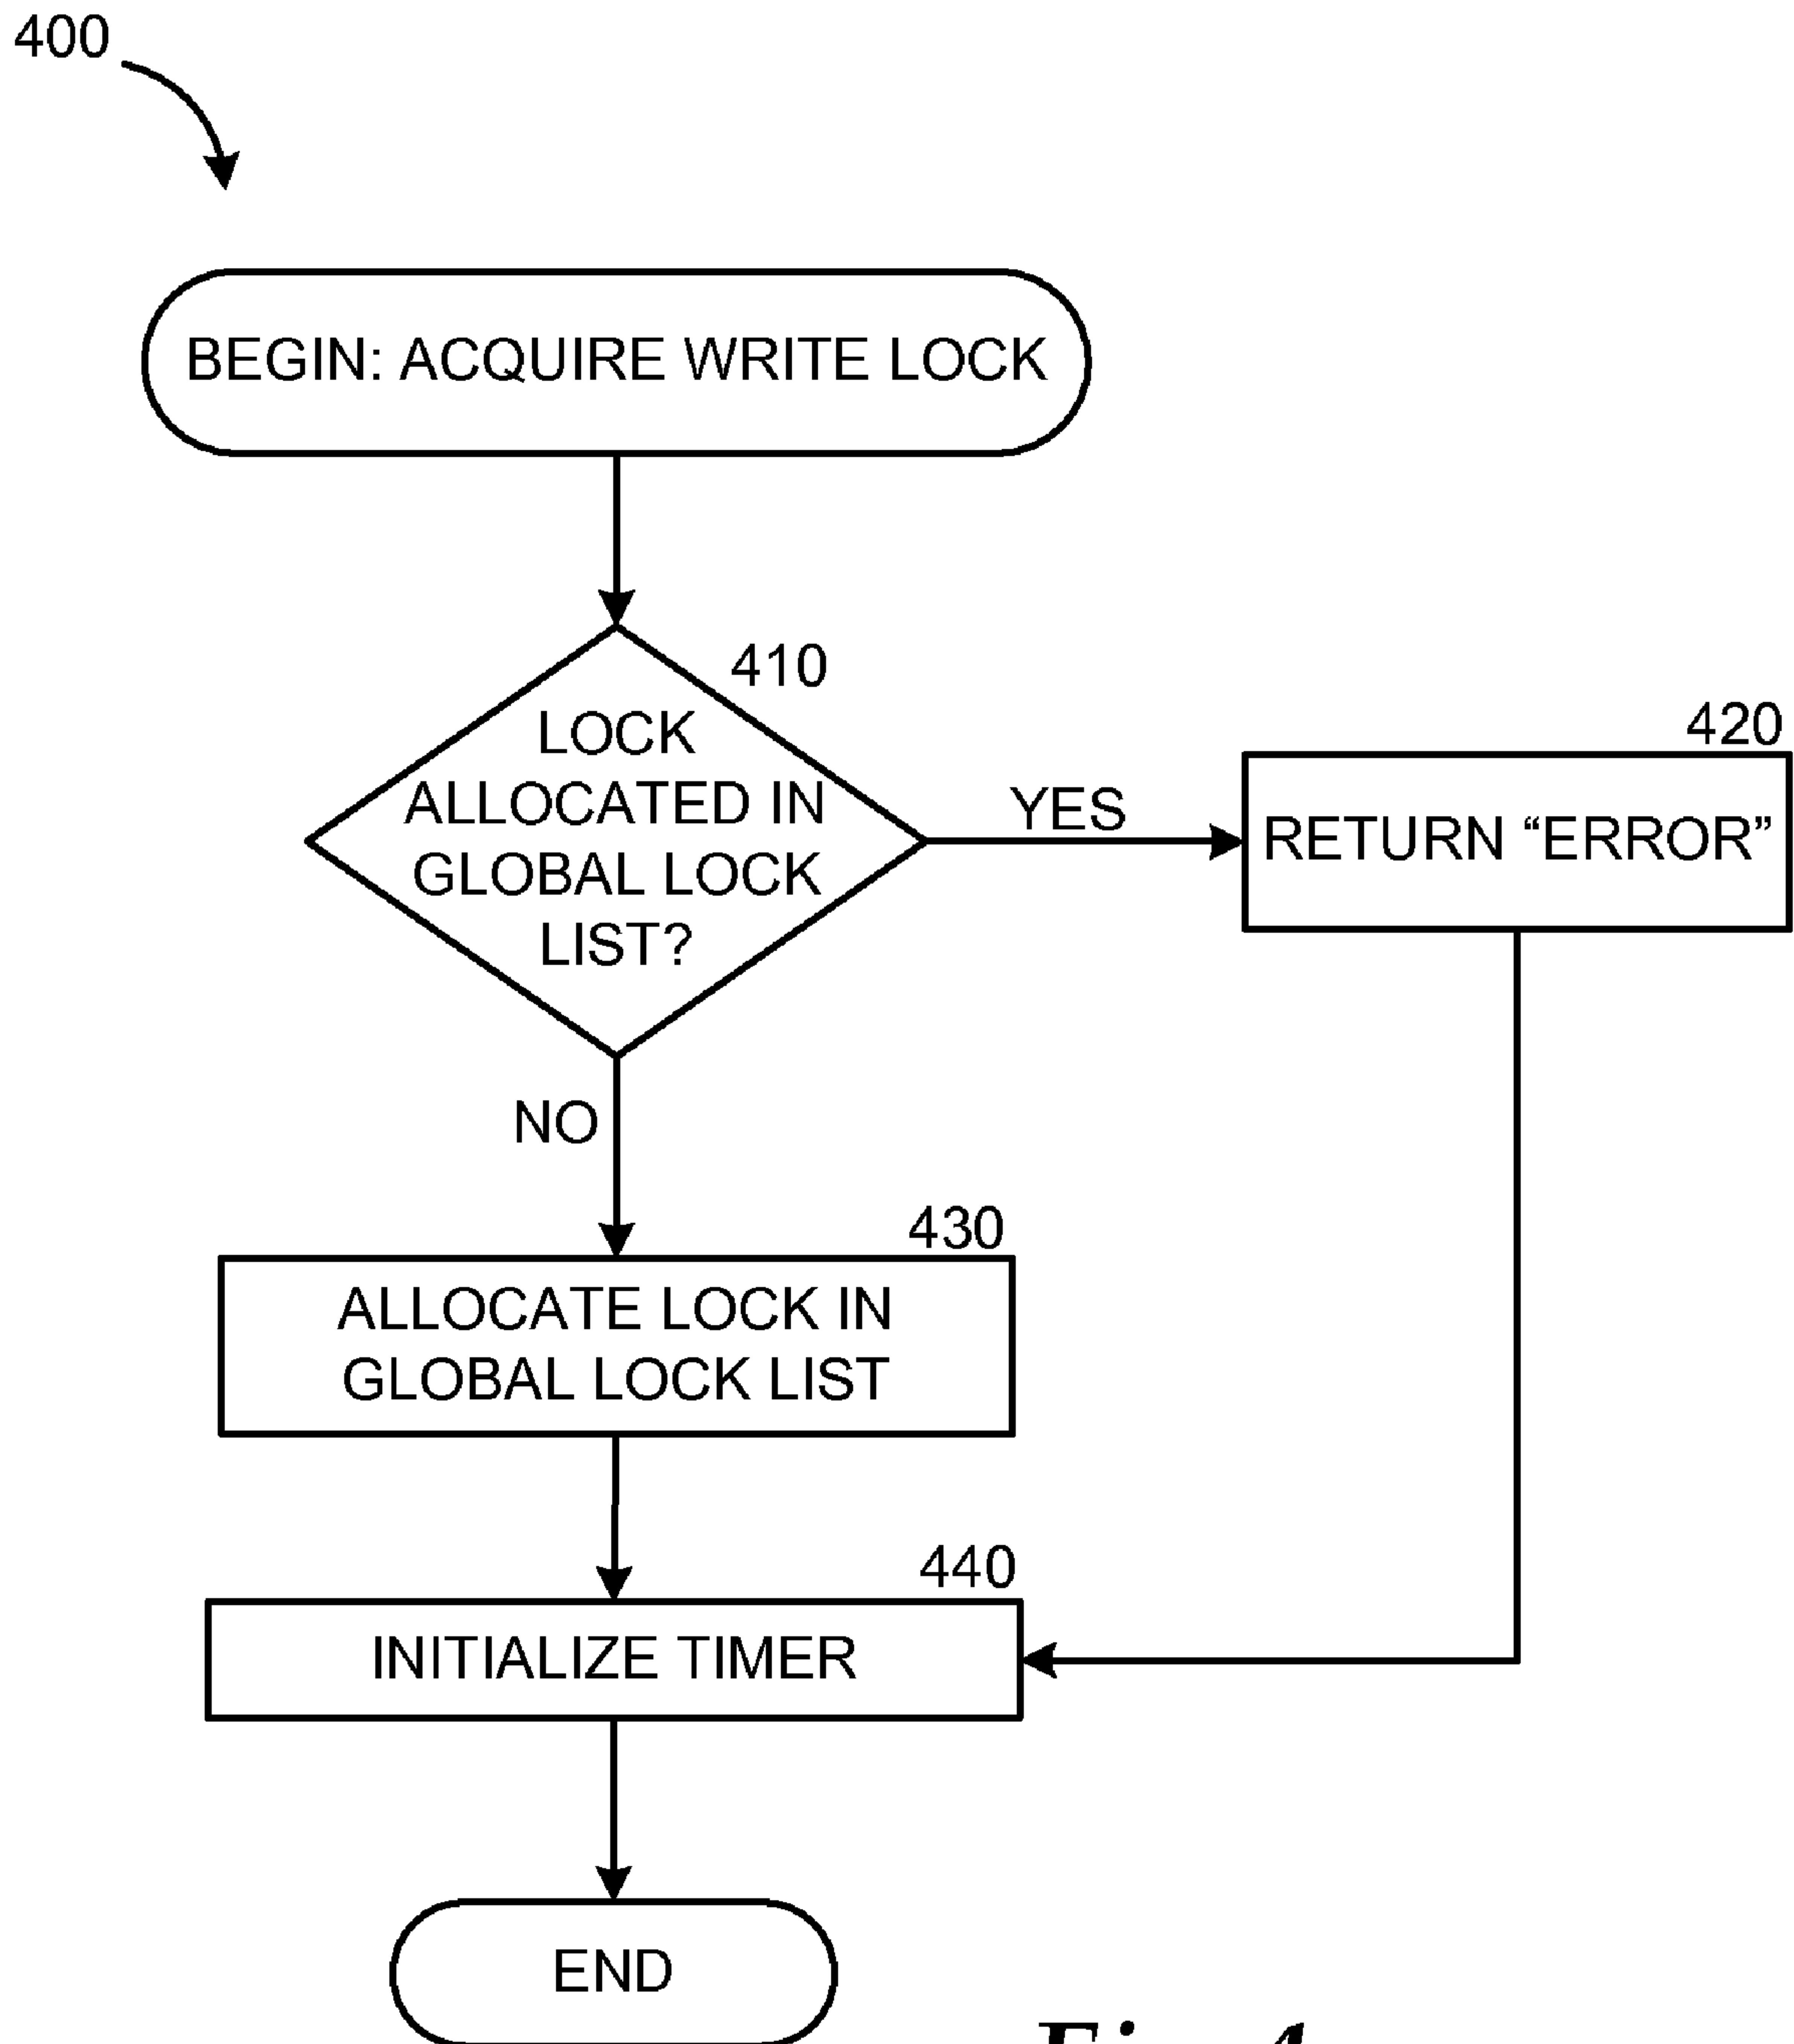 400
BEGIN: ACQUIRE WRITE LOCK
410
LOCK
ALLOCATED IN
GLOBAL LOCK
LIST?
YES
420
RETURN “ERROR”
NO
430
ALLOCATE LOCK IN
GLOBAL LOCK LIST
440
INITIALIZE TIMER
END